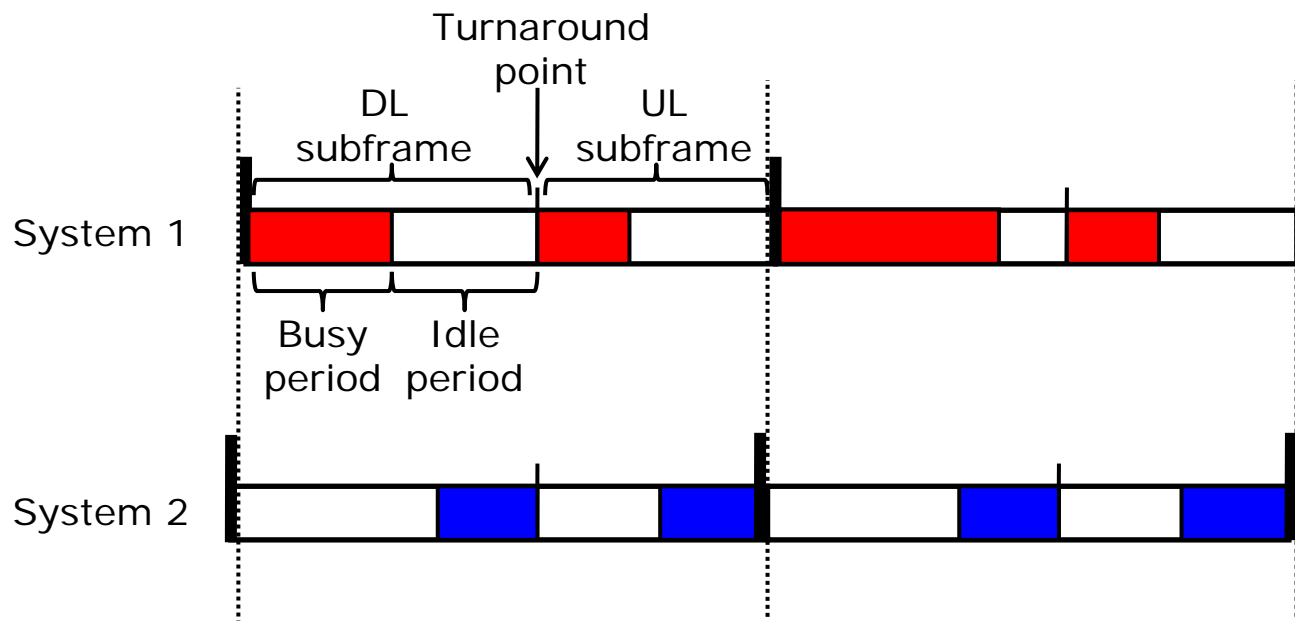 Turnaround
point
DL
subframe
UL
subframe
System 1
Busy
period
Idle
period
System 2